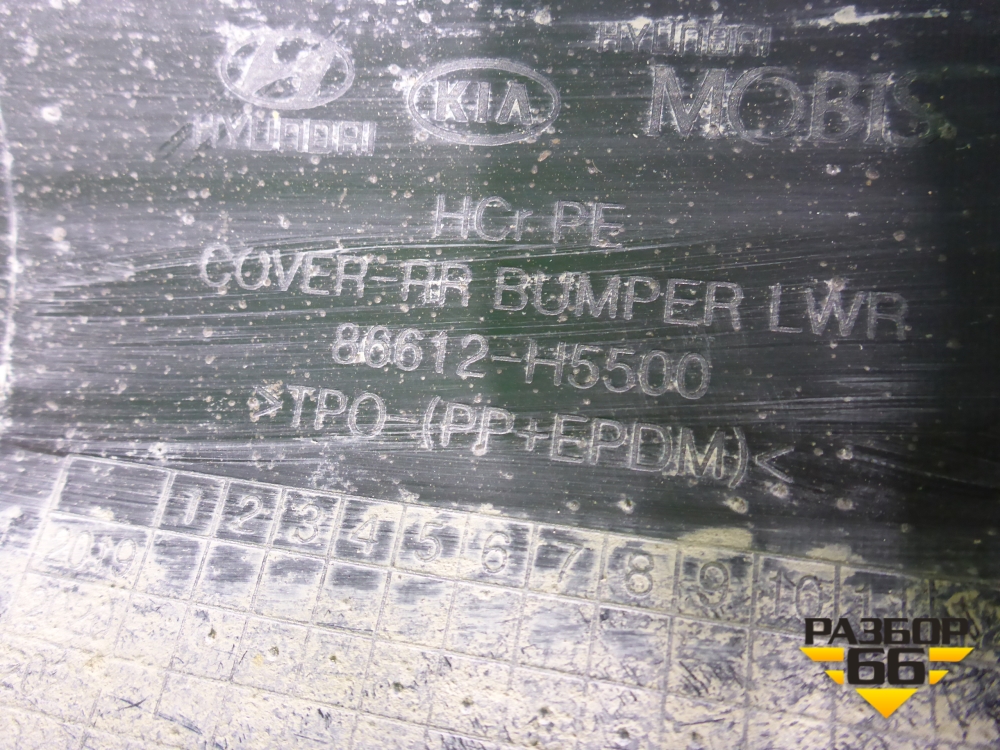 HYUNDAI
HYUNDAI KIA MOBIS
HCr PE
COVER-RR BUMPER LWR
86612-H5500
>TPO-(PP+EPDM)<
1 2 3 4 5 6 7 8 9 10 11
РАЗБОР
66